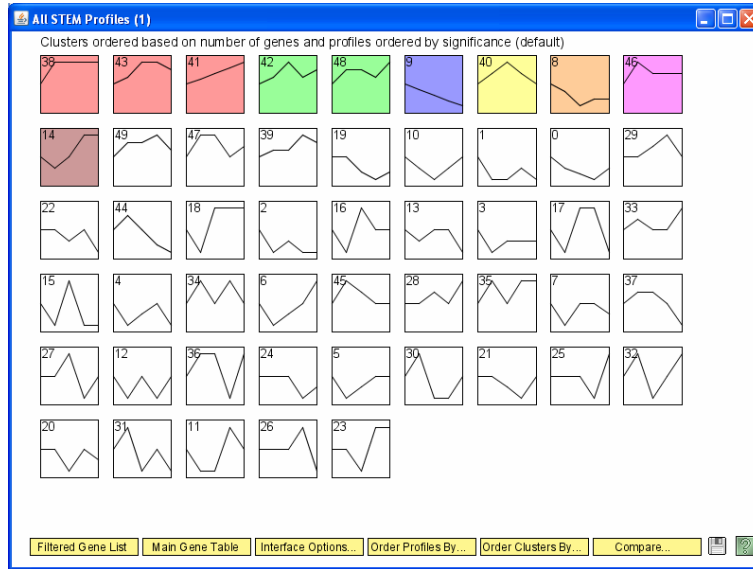 All STEM Profiles (1)
Clusters ordered based on number of genes and profiles ordered by significance (default)
38 43 41 42 48 9 40 8 46
14 49 47 39 19 10 1 0 29
22 44 18 2 16 13 3 17 33
15 4 34 6 45 28 35 7 37
27 12 36 24 5 30 21 25 32
20 31 11 26 23
Filtered Gene List Main Gene Table Interface Options... Order Profiles By... Order Clusters By... Compare... ?